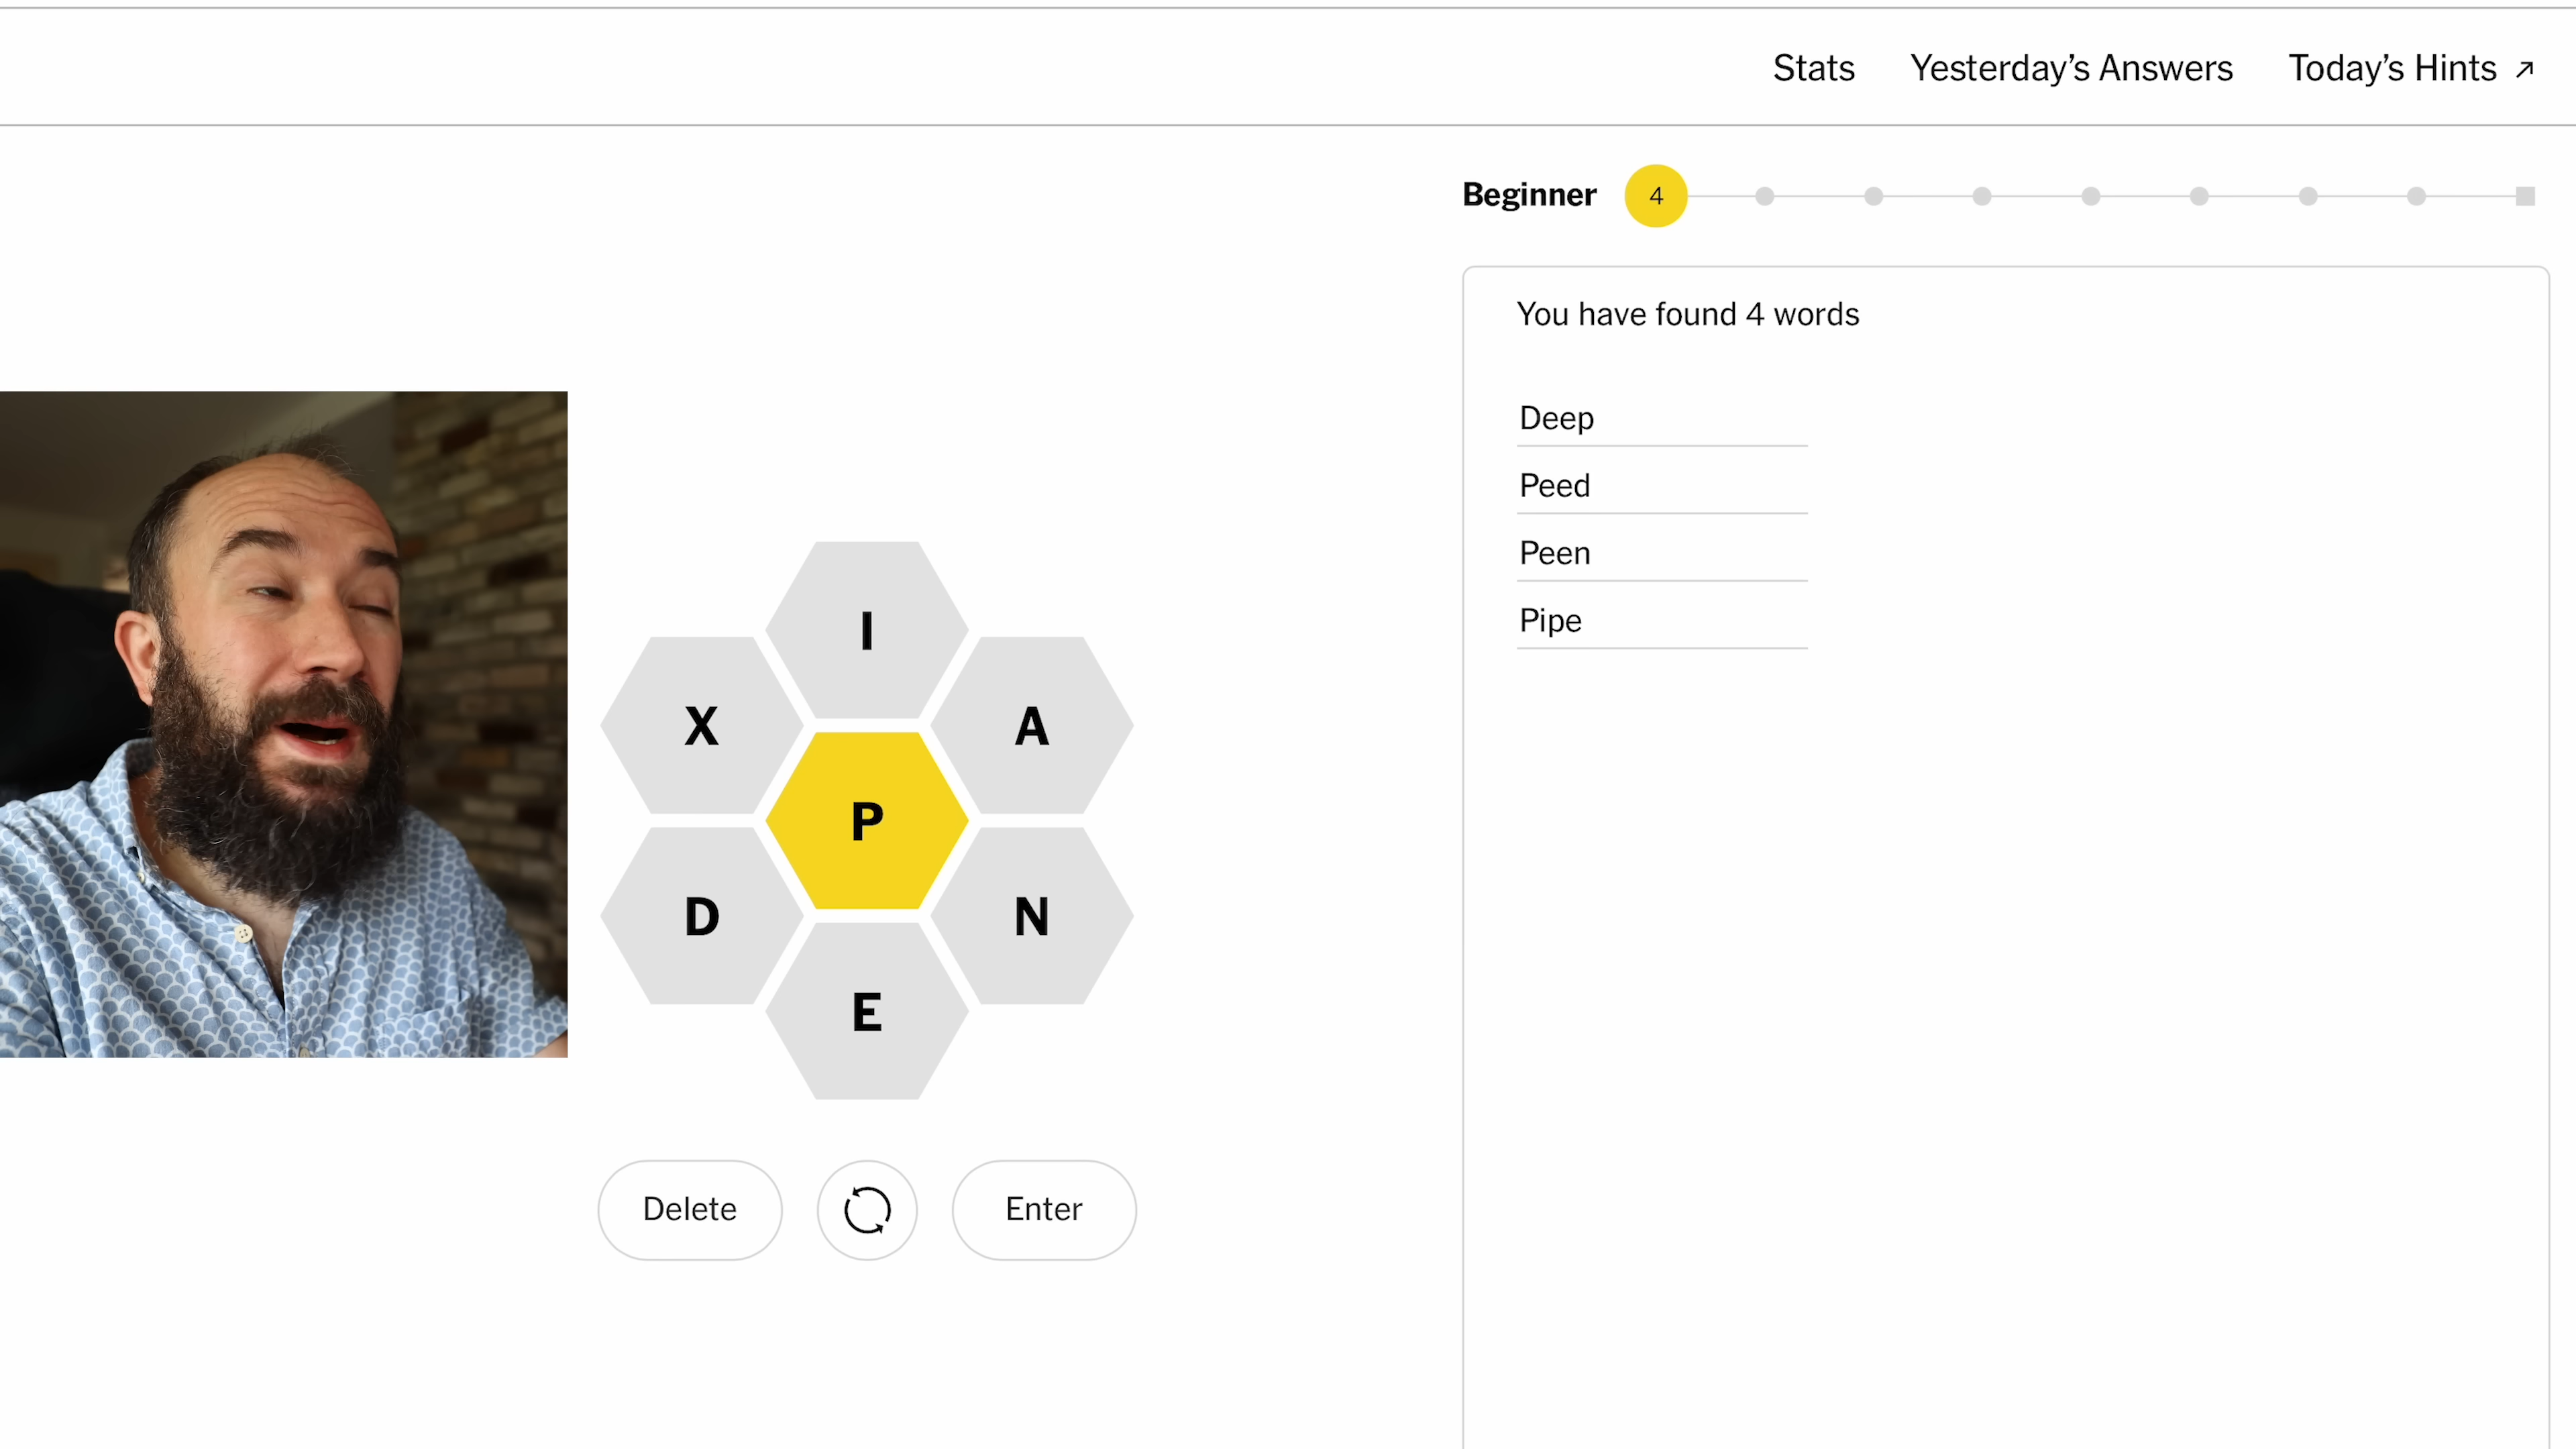 Stats Yesterday's Answers Today's Hints ↗
Beginner 4
You have found 4 words
Deep
Peed
Peen
Pipe
I
X A
P
D N
E
Delete Enter